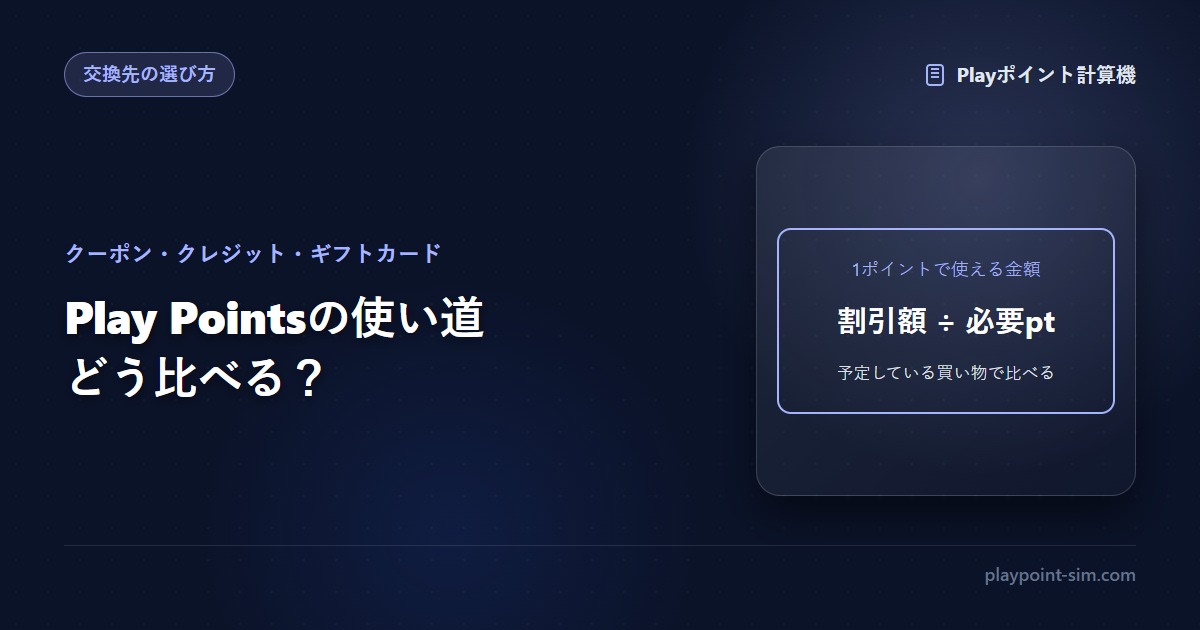 交換先の選び方
Playポイント計算機
クーポン・クレジット・ギフトカード
Play Pointsの使い道
どう比べる？
1ポイントで使える金額
割引額 ÷ 必要pt
予定している買い物で比べる
playpoint-sim.com